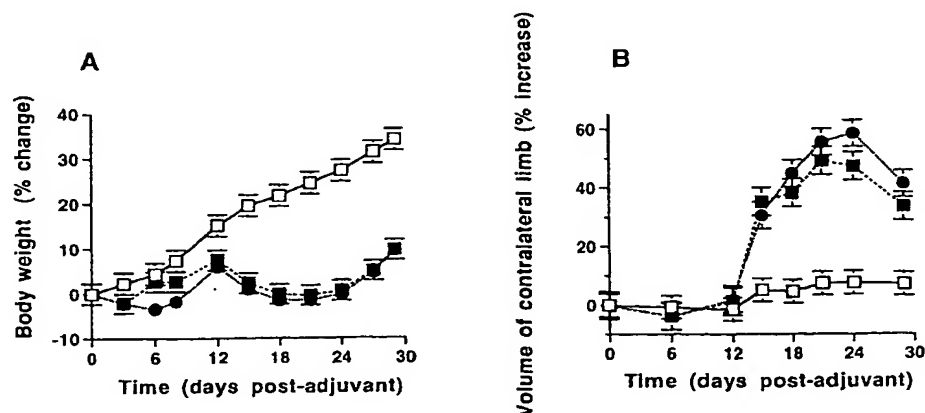 A
B
Body weight (% change)
40
30
20
10
0
-10
0 6 12 18 24 30
Time (days post-adjuvant)
Volume of contralateral limb (% increase)
60
40
20
0
0 6 12 18 24 30
Time (days post-adjuvant)